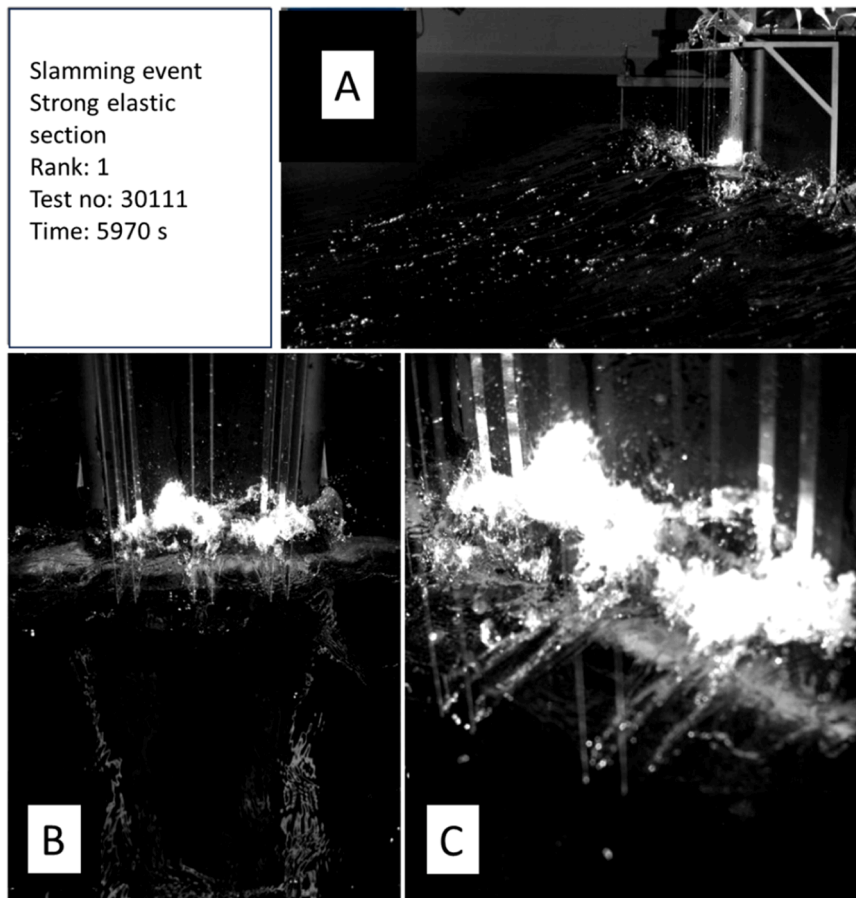 Slamming event
Strong elastic
section
Rank: 1
Test no: 30111
Time: 5970 s
A
B
C